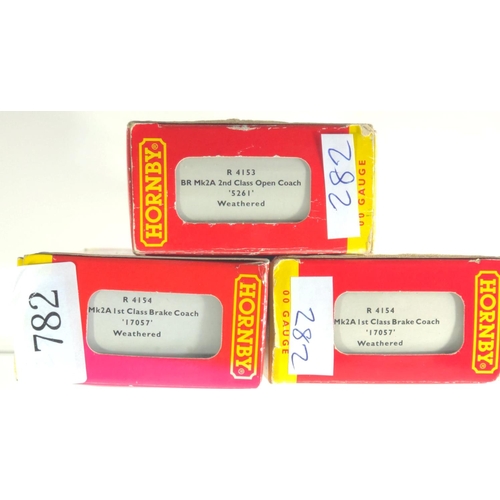 HORNBY
R 4153
BR Mk2A 2nd Class Open Coach
'5261'
Weathered
282
00 GAUGE
782
R 4154
Mk2A 1st Class Brake Coach
'17057'
Weathered
HORNBY
00 GAUGE
282
R 4154
Mk2A 1st Class Brake Coach
'17057'
Weathered
HORNBY